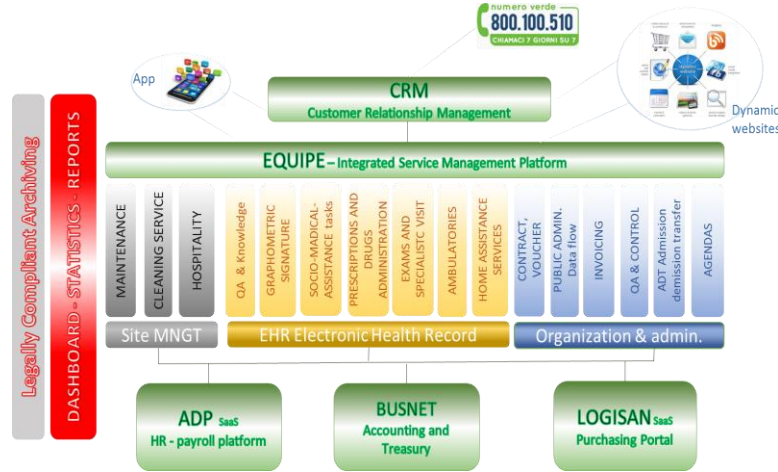 numero verde
800.100.510
CHIAMACI 7 GIORNI SU 7
App
CRM
Customer Relationship Management
Dynamic
websites
EQUIPE – Integrated Service Management Platform
Legally Compliant Archiving
DASHBOARD - STATISTICS - REPORTS
MAINTENANCE
CLEANING SERVICE
HOSPITALITY
QA & Knowledge
GRAPHOMETRIC
SIGNATURE
SOCIO-MADICAL-
ASSISTANCE tasks
PRESCRIPTIONS AND
DRUGS
ADMINISTRATION
EXAMS AND
SPECIALISTC VISIT
AMBULATORIES
HOME ASSISTANCE
SERVICES
CONTRACT,
VOUCHER
PUBLIC ADMIN.
Data flow
INVOICING
QA & CONTROL
ADT Admission
demission transfer
AGENDAS
Site MNGT
EHR Electronic Health Record
Organization & admin.
ADP SaaS
HR - payroll platform
BUSNET
Accounting and
Treasury
LOGISAN SaaS
Purchasing Portal